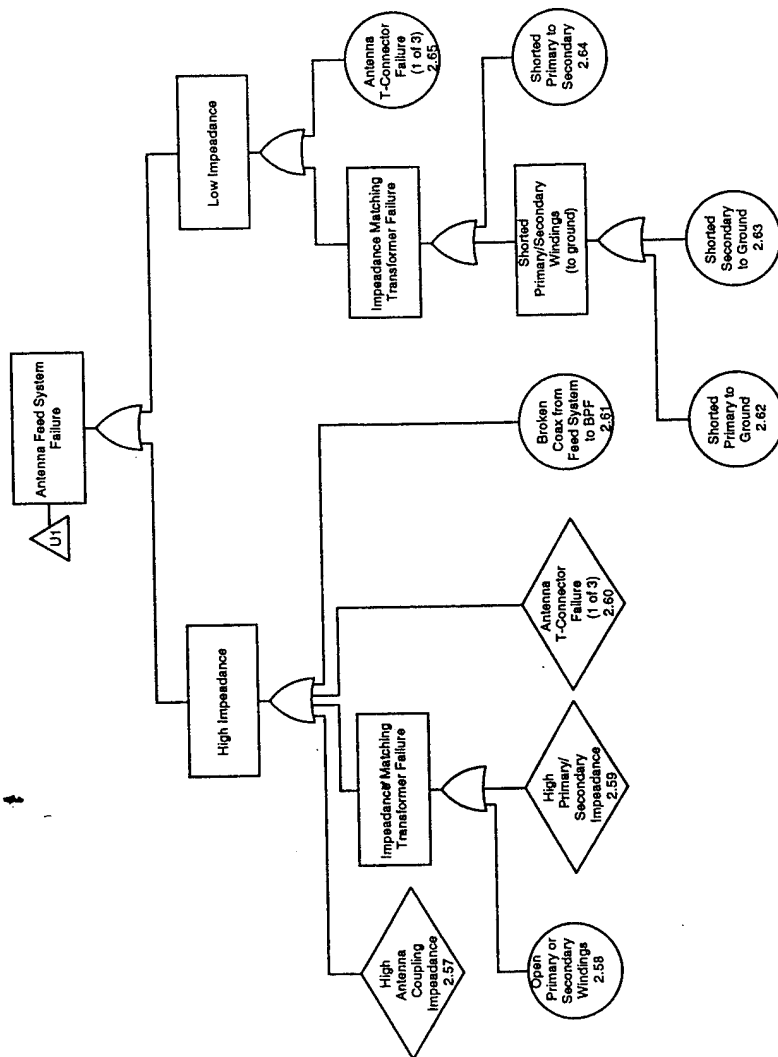 U1
Antenna Feed System
Failure
High Impedance
Low Impedance
High
Antenna
Coupling
Impedance
2.57
Impedance Matching
Transformer Failure
Antenna
T-Connector
Failure
(1 of 3)
2.60
Broken
Coax from
Feed System
to BPF
2.61
Impedance Matching
Transformer Failure
Antenna
T-Connector
Failure
(1 of 3)
2.65
Open
Primary or
Secondary
Windings
2.58
High
Primary/
Secondary
Impedance
2.59
Shorted
Primary/Secondary
Windings
(to ground)
Shorted
Primary to
Secondary
2.64
Shorted
Primary to
Ground
2.62
Shorted
Secondary
to Ground
2.63